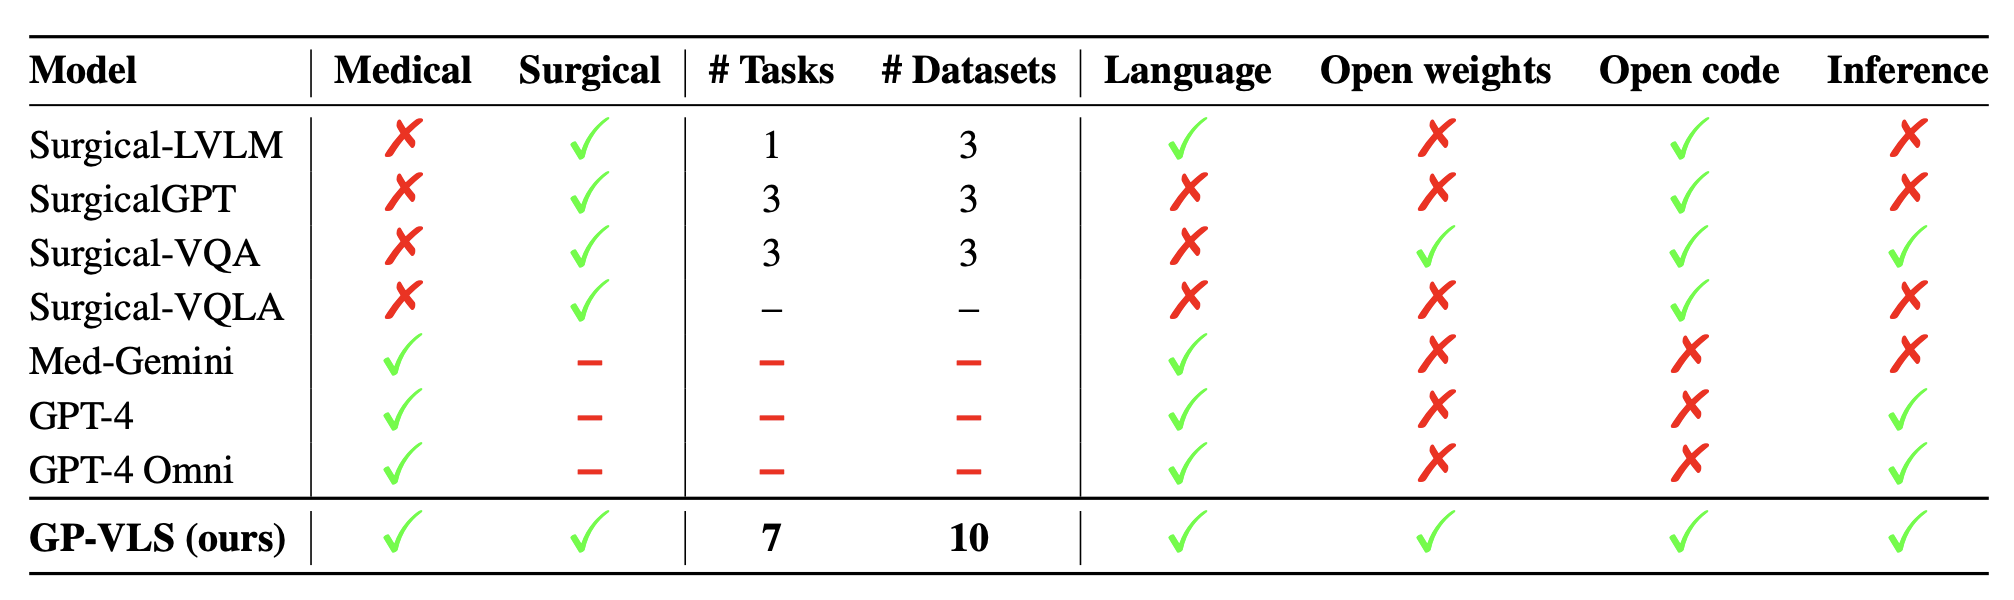 Model Medical Surgical # Tasks # Datasets Language Open weights Open code Inference
Surgical-LVLM ✗ ✓ 1 3 ✓ ✗ ✓ ✗
SurgicalGPT ✗ ✓ 3 3 ✗ ✗ ✓ ✗
Surgical-VQA ✗ ✓ 3 3 ✗ ✓ ✓ ✓
Surgical-VQLA ✗ ✓ – – ✗ ✗ ✓ ✗
Med-Gemini ✓ – – – ✓ ✗ ✗ ✗
GPT-4 ✓ – – – ✓ ✗ ✗ ✓
GPT-4 Omni ✓ – – – ✓ ✗ ✗ ✓
GP-VLS (ours) ✓ ✓ 7 10 ✓ ✓ ✓ ✓